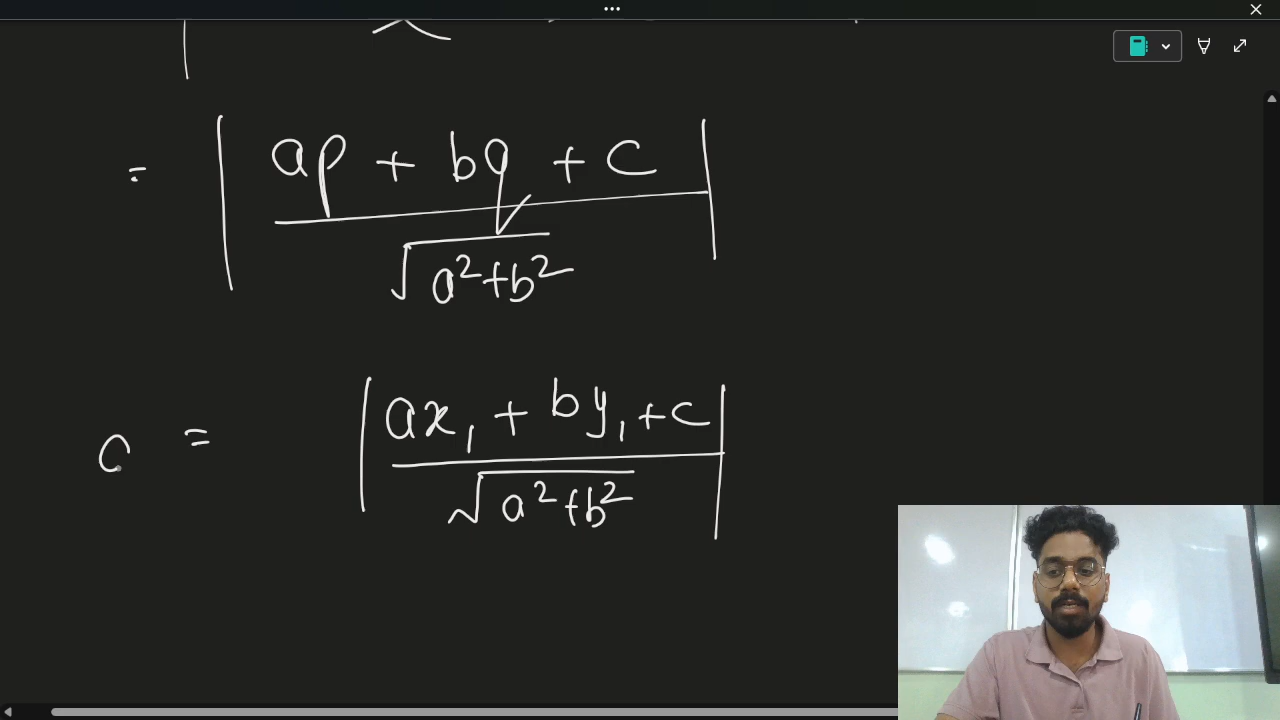 = | ap + bq + c / √a²+b² |
= | ax₁ + by₁ + c / √a²+b² |